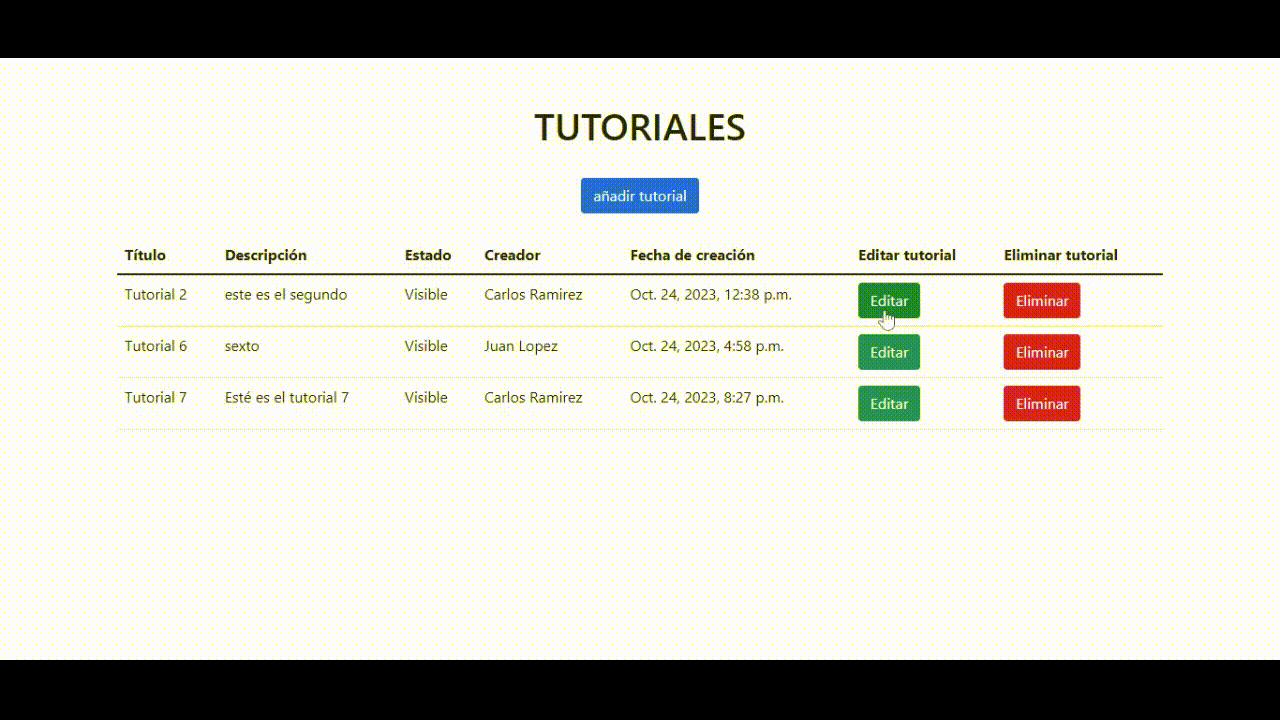 TUTORIALES
añadir tutorial
Título Descripción Estado Creador Fecha de creación Editar tutorial Eliminar tutorial
Tutorial 2 este es el segundo Visible Carlos Ramirez Oct. 24, 2023, 12:38 p.m. Editar Eliminar
Tutorial 6 sexto Visible Juan Lopez Oct. 24, 2023, 4:58 p.m. Editar Eliminar
Tutorial 7 Esté es el tutorial 7 Visible Carlos Ramirez Oct. 24, 2023, 8:27 p.m. Editar Eliminar